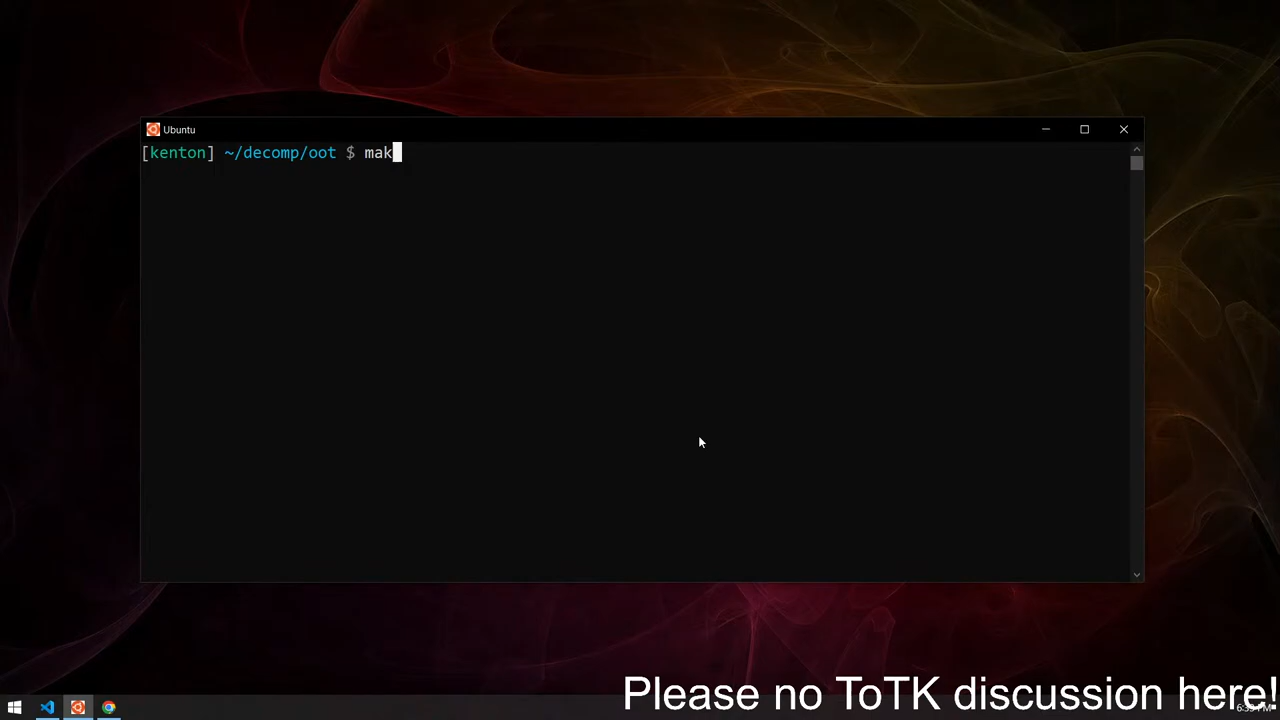 Ubuntu
[kenton] ~/decomp/oot $ mak
Please no ToTK discussion here!